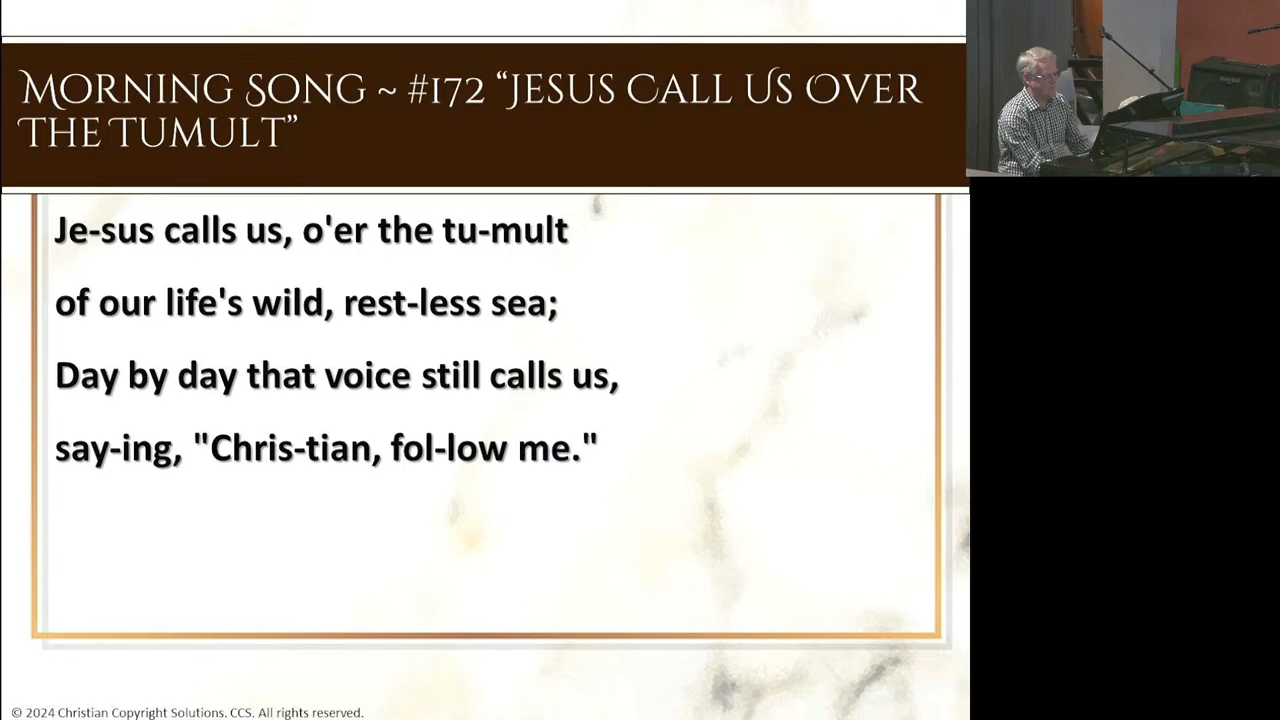 Morning Song ~ #172 “Jesus Call Us Over
The Tumult”
Je-sus calls us, o'er the tu-mult
of our life's wild, rest-less sea;
Day by day that voice still calls us,
say-ing, "Chris-tian, fol-low me."
© 2024 Christian Copyright Solutions. CCS. All rights reserved.